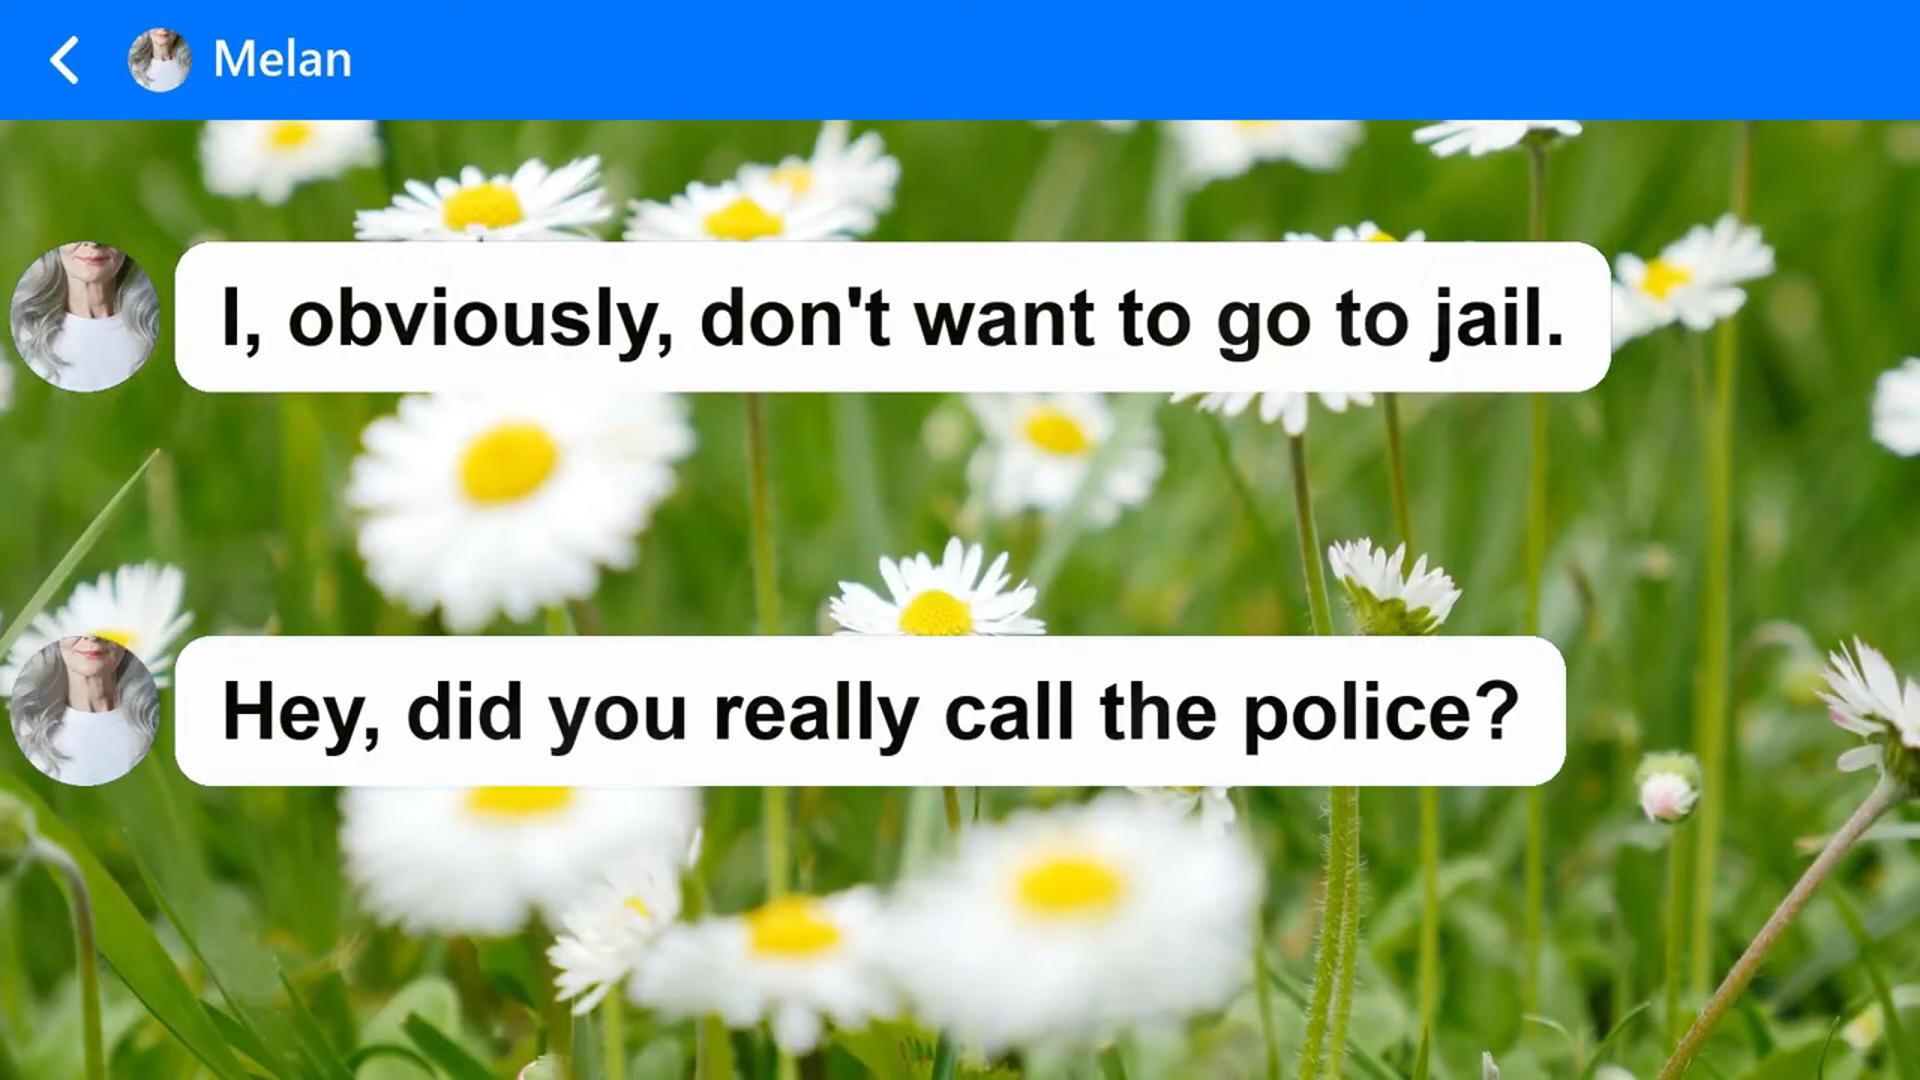 Melan
I, obviously, don't want to go to jail.
Hey, did you really call the police?